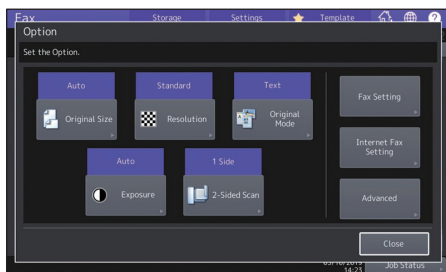 Fax
Storage
Settings
Template
Option
Set the Option.
Auto
Original Size
Standard
Resolution
Text
Original
Mode
Auto
Exposure
1 Side
2-Sided Scan
Fax Setting
Internet Fax
Setting
Advanced
Close
14:23
Job Status